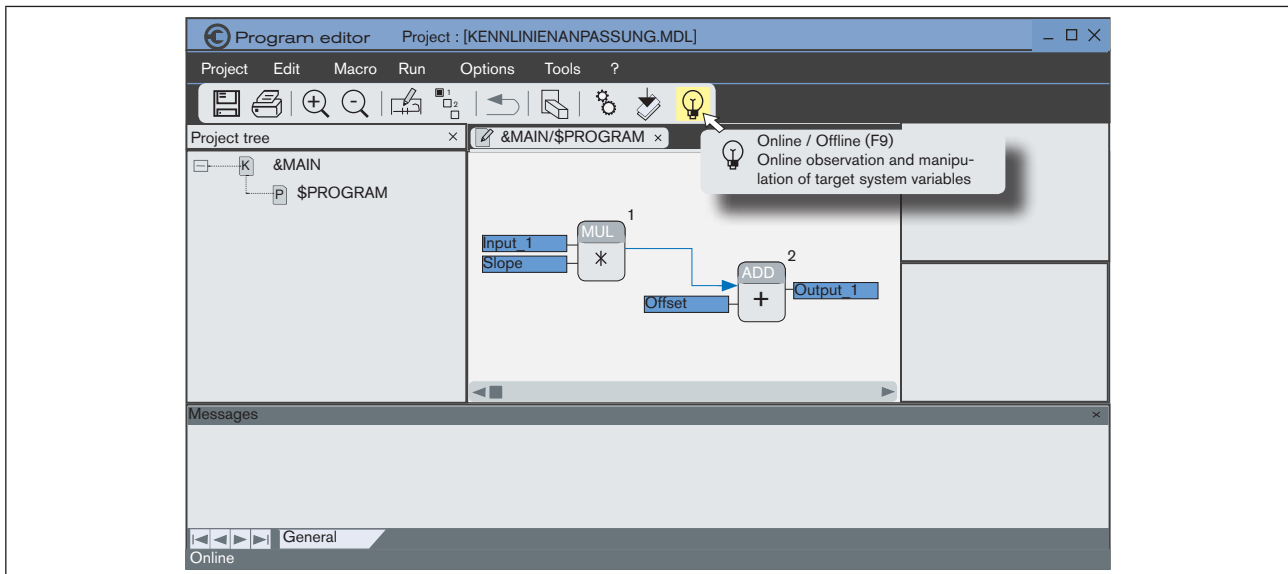 Program editor Project : [KENNLINIENANPASSUNG.MDL]
Project Edit Macro Run Options Tools ?
1
2
Project tree ×
&MAIN/$PROGRAM ×
K &MAIN
P $PROGRAM
Online / Offline (F9)
Online observation and manipu-
lation of target system variables
1
MUL
Input_1
Slope
2
ADD
Offset
+
Output_1
Messages ×
General
Online